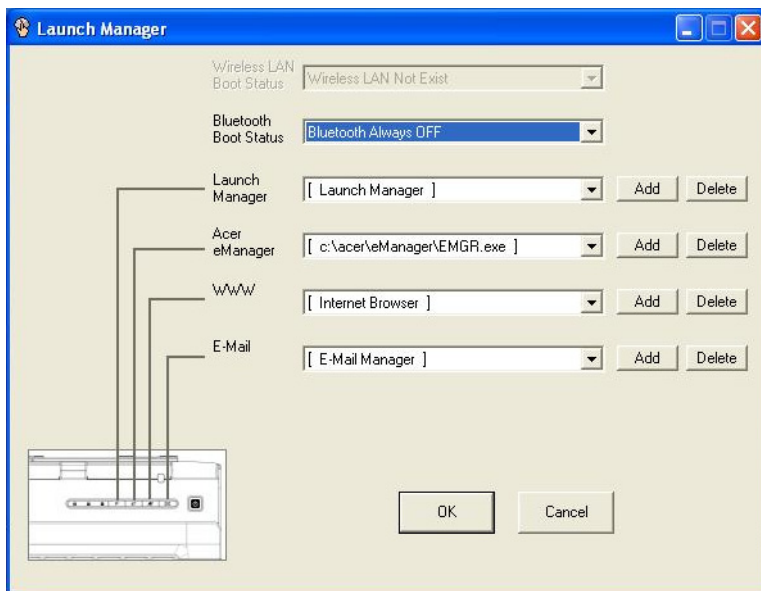 Launch Manager
Wireless LAN
Boot Status
Wireless LAN Not Exist
Bluetooth
Boot Status
Bluetooth Always OFF
Launch
Manager
[ Launch Manager ]
Add
Delete
Acer
eManager
[ c:\acer\eManager\EMGR.exe ]
Add
Delete
WWW
[ Internet Browser ]
Add
Delete
E-Mail
[ E-Mail Manager ]
Add
Delete
OK
Cancel